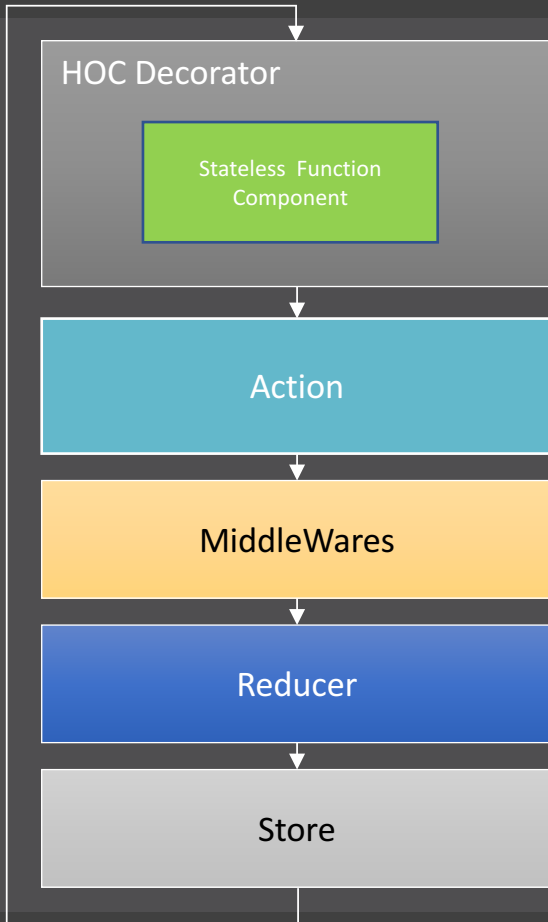 HOC Decorator
Stateless Function
Component
Action
MiddleWares
Reducer
Store